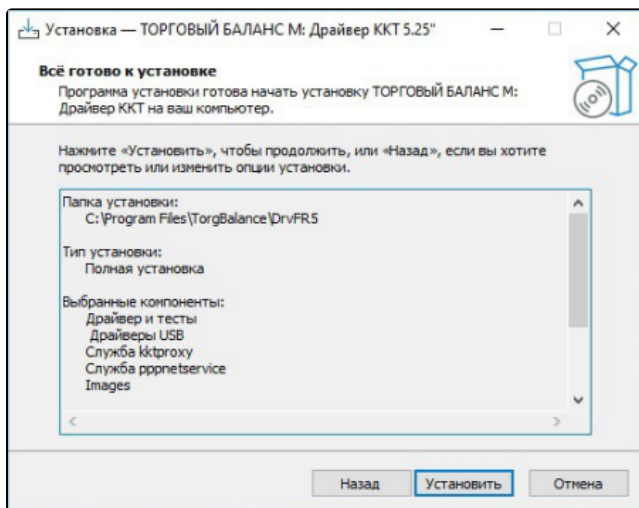 Установка — ТОРГОВЫЙ БАЛАНС М: Драйвер ККТ 5.25"
Всё готово к установке
Программа установки готова начать установку ТОРГОВЫЙ БАЛАНС М:
Драйвер ККТ на ваш компьютер.
Нажмите «Установить», чтобы продолжить, или «Назад», если вы хотите
просмотреть или изменить опции установки.
Папка установки:
C:\Program Files\TorgBalance\DrvFR5
Тип установки:
Полная установка
Выбранные компоненты:
Драйвер и тесты
Драйверы USB
Служба kktproxy
Служба pppnetservice
Images
Назад Установить Отмена